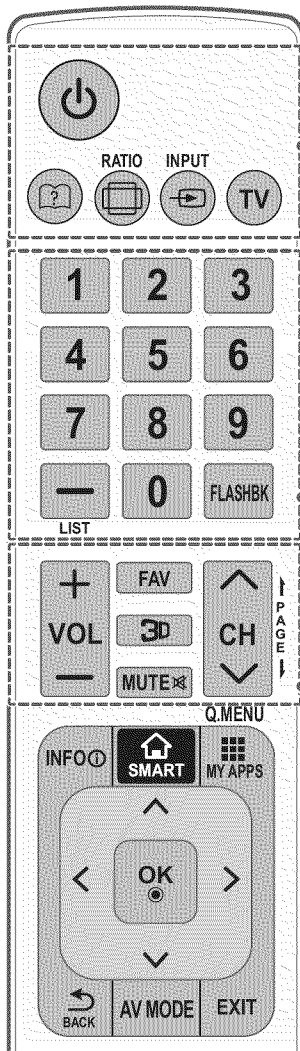 RATIO INPUT
? TV
1 2 3
4 5 6
7 8 9
— 0 FLASHBK
LIST
+ FAV
VOL 3D CH PAGE
— MUTE
Q.MENU
INFO SMART MY APPS
OK
BACK AV MODE EXIT